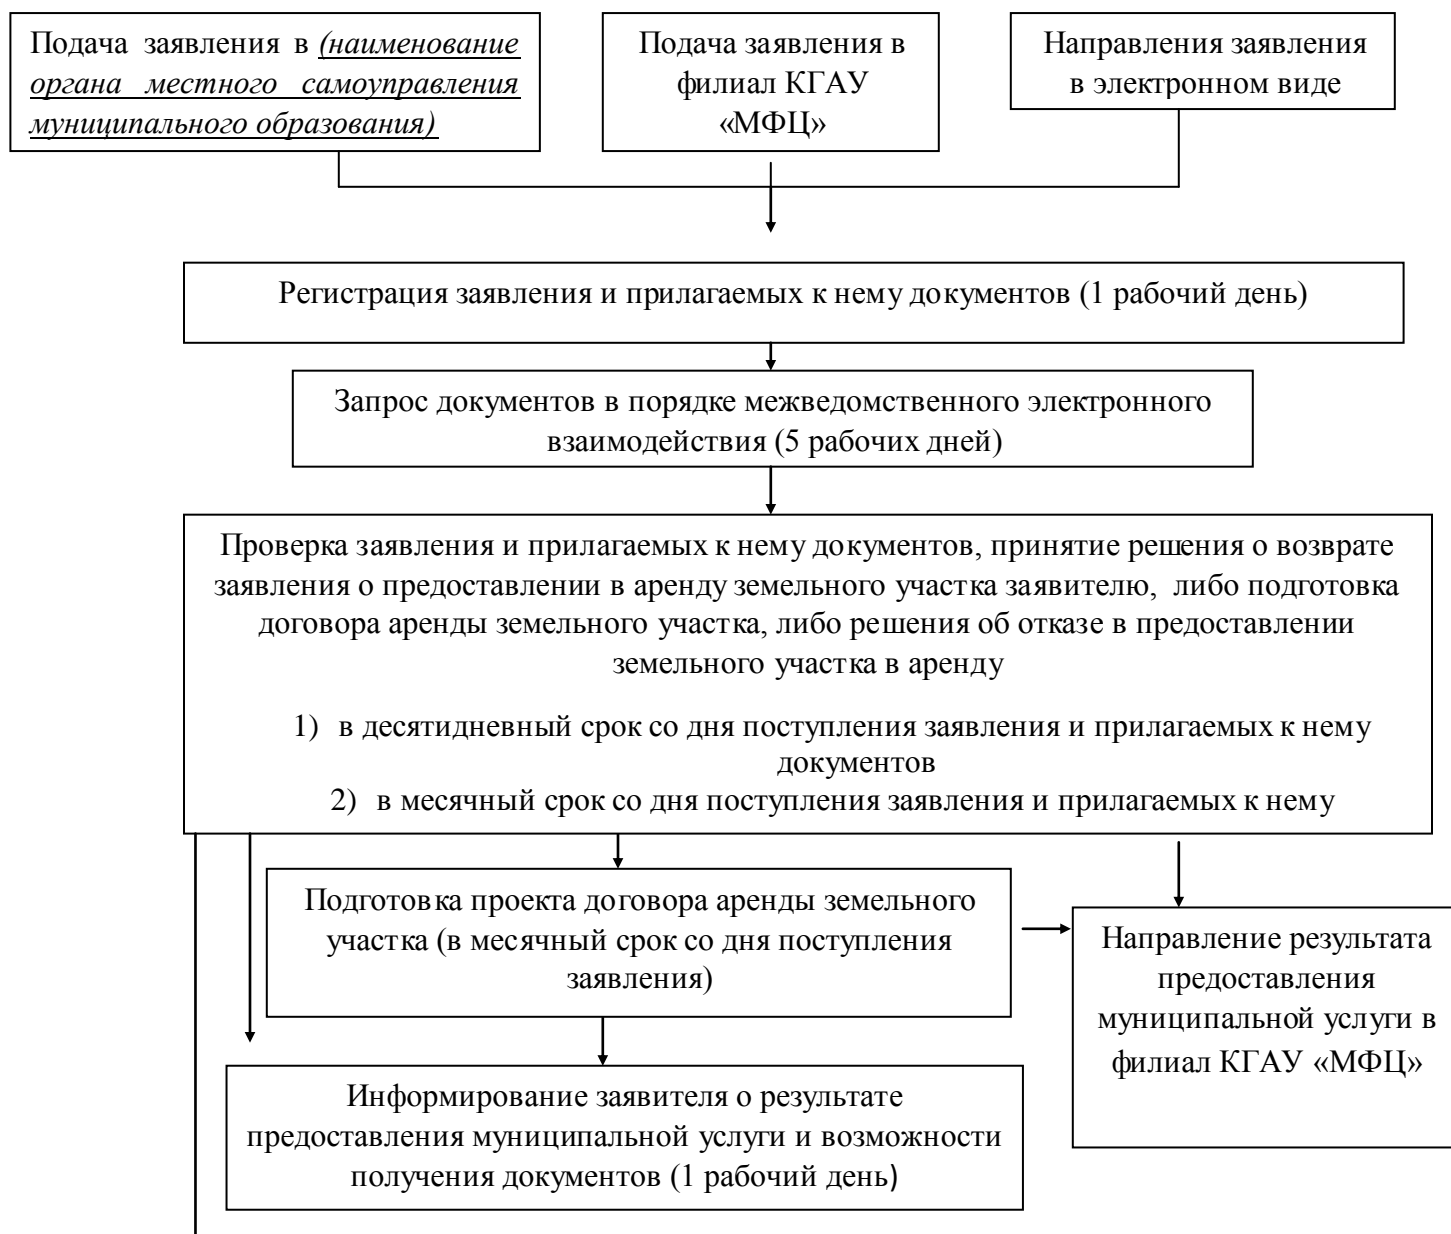 Подача заявления в (наименование
органа местного самоуправления
муниципального образования)
Подача заявления в
филиал КГАУ
«МФЦ»
Направления заявления
в электронном виде
Регистрация заявления и прилагаемых к нему документов (1 рабочий день)
Запрос документов в порядке межведомственного электронного
взаимодействия (5 рабочих дней)
Проверка заявления и прилагаемых к нему документов, принятие решения о возврате
заявления о предоставлении в аренду земельного участка заявителю, либо подготовка
договора аренды земельного участка, либо решения об отказе в предоставлении
земельного участка в аренду
1) в десятидневный срок со дня поступления заявления и прилагаемых к нему
документов
2) в месячный срок со дня поступления заявления и прилагаемых к нему
Подготовка проекта договора аренды земельного
участка (в месячный срок со дня поступления
заявления)
Направление результата
предоставления
муниципальной услуги в
филиал КГАУ «МФЦ»
Информирование заявителя о результате
предоставления муниципальной услуги и возможности
получения документов (1 рабочий день)